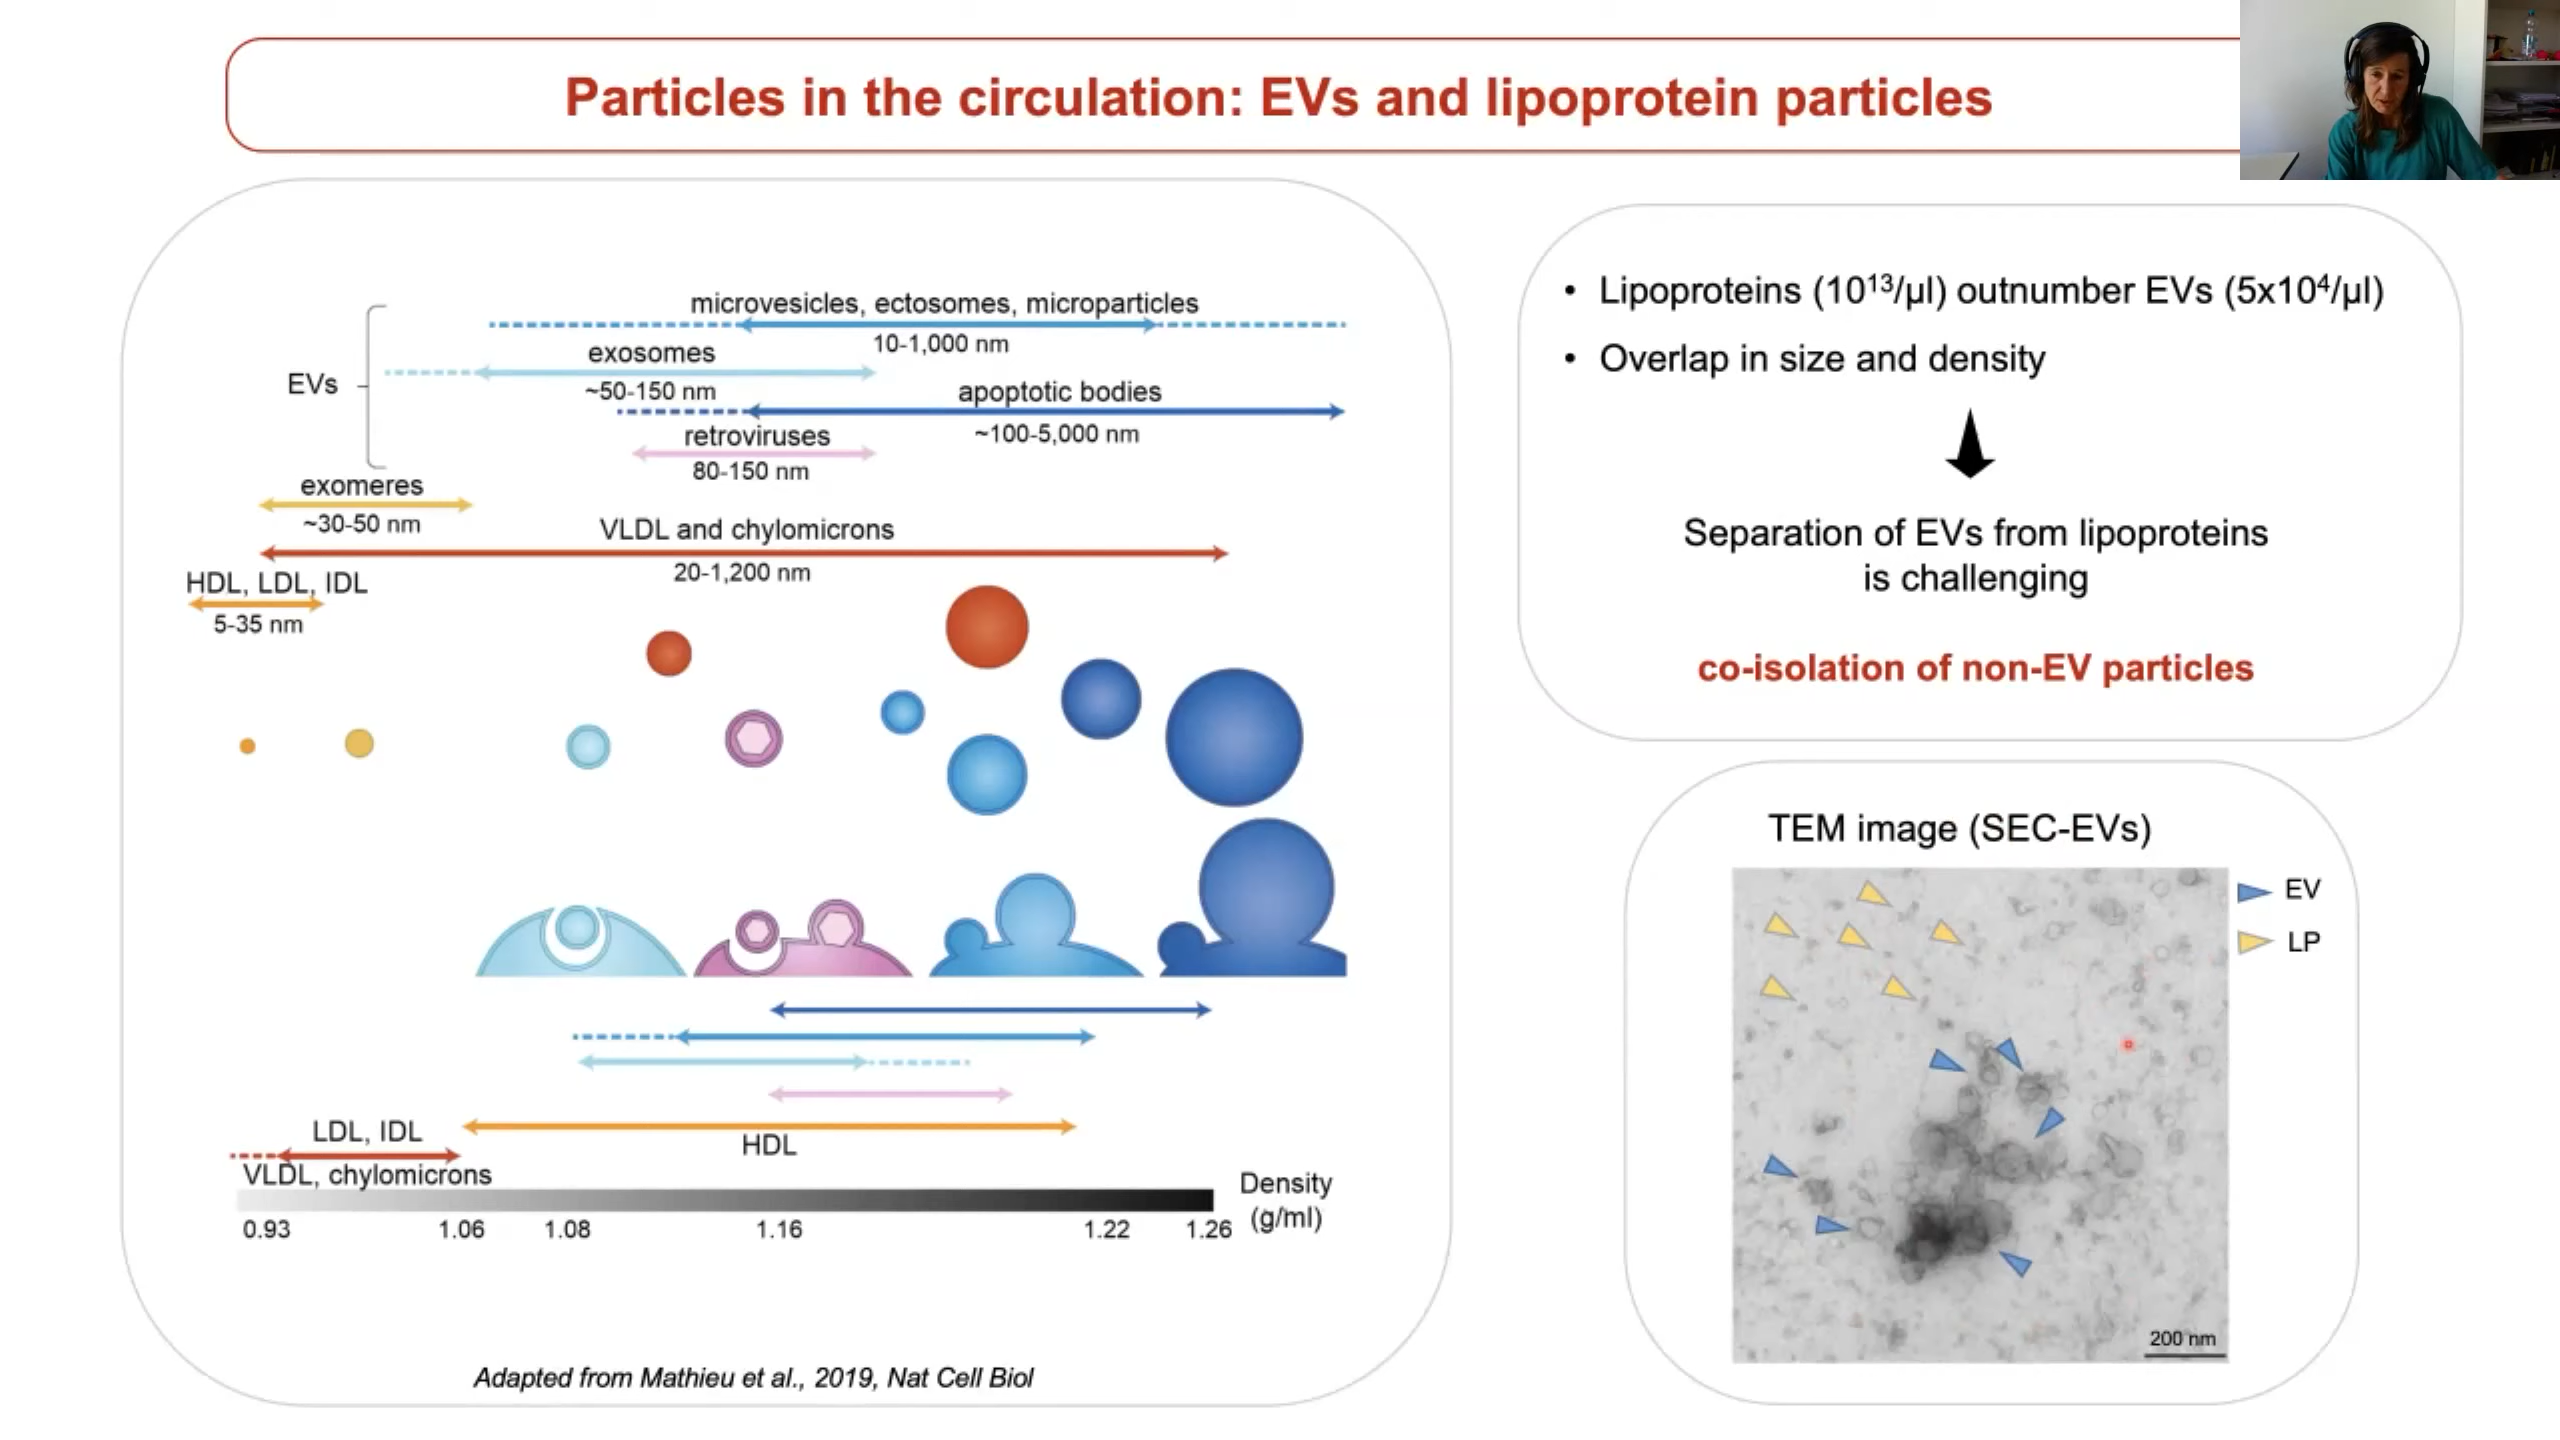 Particles in the circulation: EVs and lipoprotein particles
microvesicles, ectosomes, microparticles
10-1,000 nm
exosomes
~50-150 nm
EVs
apoptotic bodies
~100-5,000 nm
retroviruses
80-150 nm
exomeres
~30-50 nm
VLDL and chylomicrons
20-1,200 nm
HDL, LDL, IDL
5-35 nm
LDL, IDL
HDL
VLDL, chylomicrons
Density
(g/ml)
0.93 1.06 1.08 1.16 1.22 1.26
Adapted from Mathieu et al., 2019, Nat Cell Biol
• Lipoproteins (10¹³/µl) outnumber EVs (5x10⁴/µl)
• Overlap in size and density
Separation of EVs from lipoproteins
is challenging
co-isolation of non-EV particles
TEM image (SEC-EVs)
EV
LP
200 nm